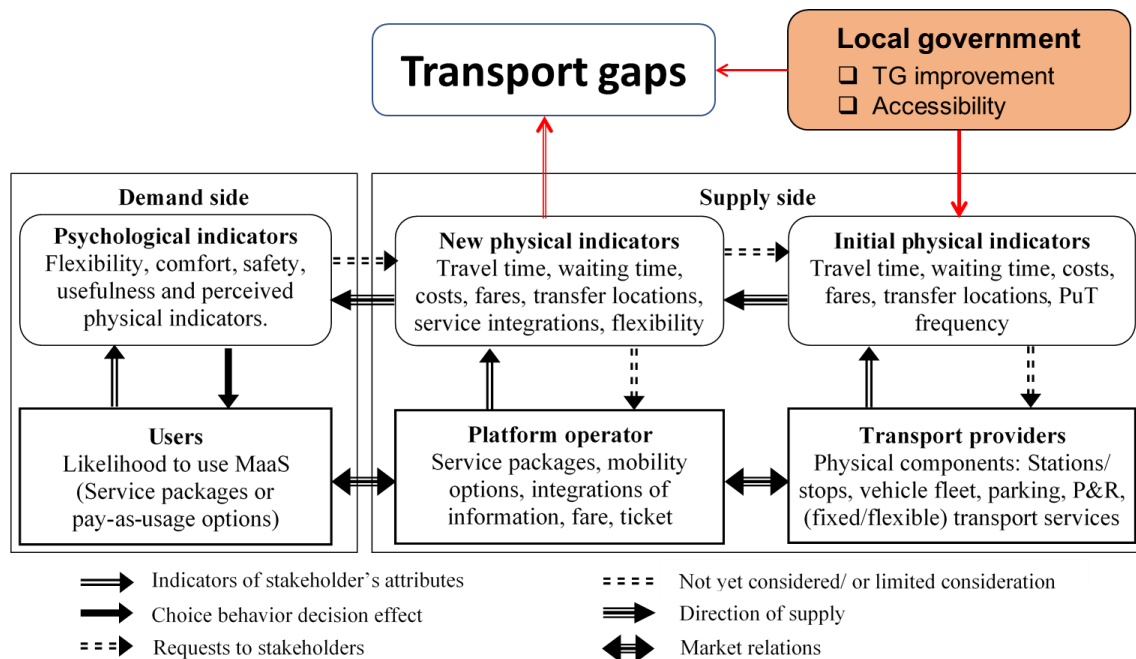 Transport gaps
Local government
❑ TG improvement
❑ Accessibility
Demand side
Psychological indicators
Flexibility, comfort, safety,
usefulness and perceived
physical indicators.
Users
Likelihood to use MaaS
(Service packages or
pay-as-usage options)
Supply side
New physical indicators
Travel time, waiting time,
costs, fares, transfer locations,
service integrations, flexibility
Initial physical indicators
Travel time, waiting time, costs,
fares, transfer locations, PuT
frequency
Platform operator
Service packages, mobility
options, integrations of
information, fare, ticket
Transport providers
Physical components: Stations/
stops, vehicle fleet, parking, P&R,
(fixed/flexible) transport services
Indicators of stakeholder's attributes
Choice behavior decision effect
Requests to stakeholders
Not yet considered/ or limited consideration
Direction of supply
Market relations